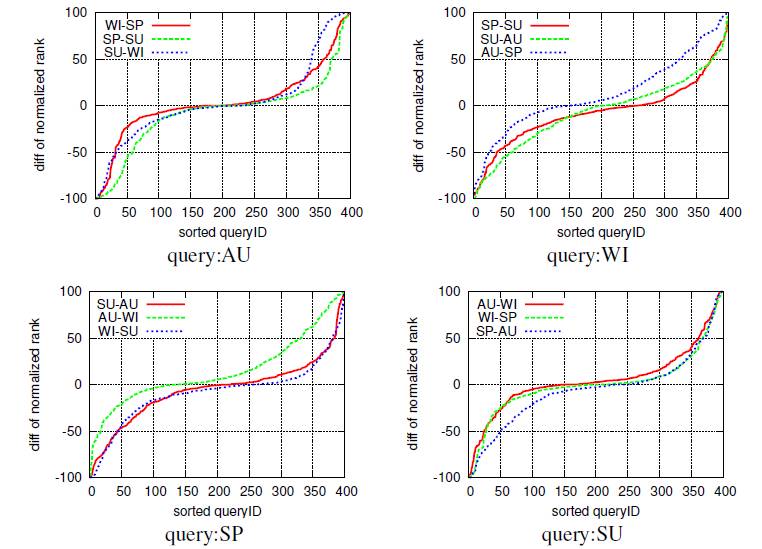 100
50
0
-50
-100
diff of normalized rank
WI-SP
SP-SU
SU-WI
0 50 100 150 200 250 300 350 400
sorted queryID
query:AU
100
50
0
-50
-100
diff of normalized rank
SP-SU
SU-AU
AU-SP
0 50 100 150 200 250 300 350 400
sorted queryID
query:WI
100
50
0
-50
-100
diff of normalized rank
SU-AU
AU-WI
WI-SU
0 50 100 150 200 250 300 350 400
sorted queryID
query:SP
100
50
0
-50
-100
diff of normalized rank
AU-WI
WI-SP
SP-AU
0 50 100 150 200 250 300 350 400
sorted queryID
query:SU